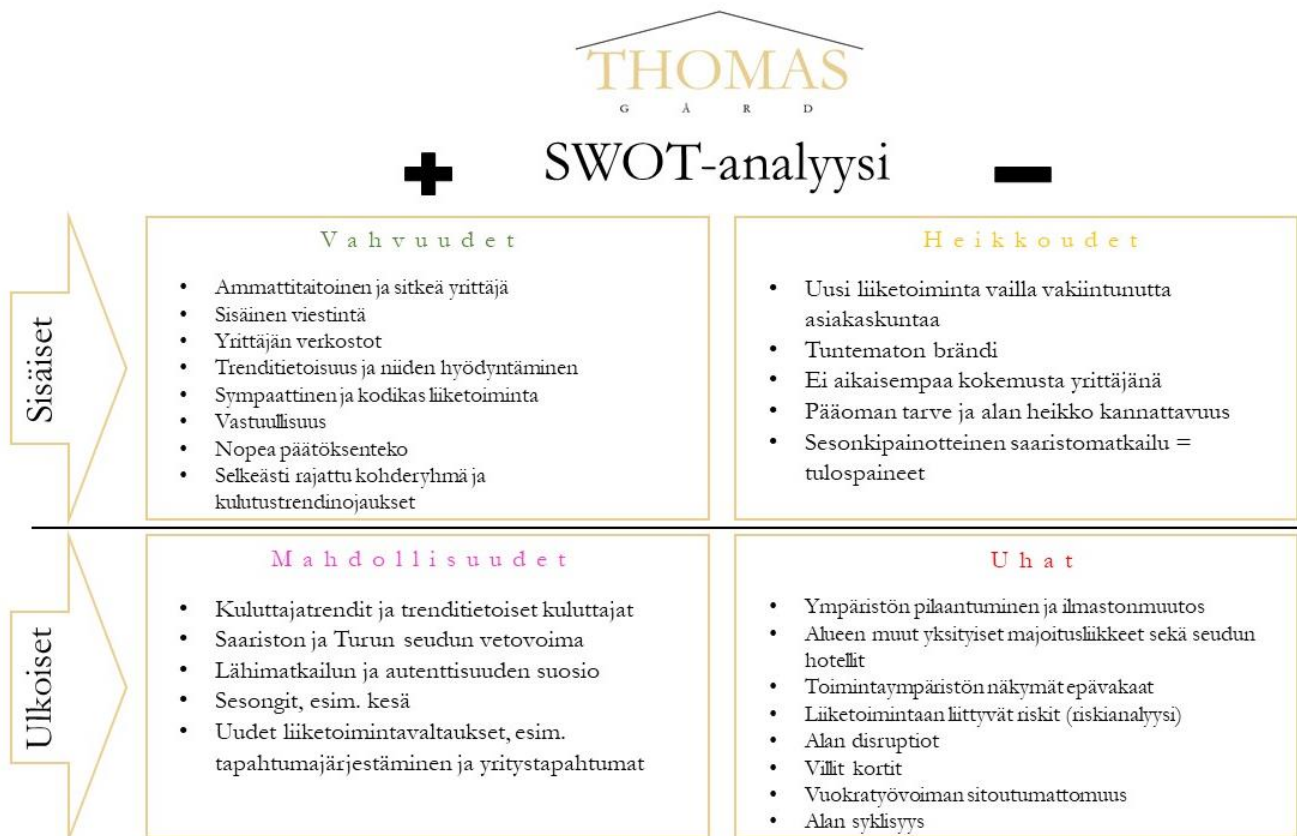 THOMAS
GÅRD
SWOT-analyysi
Sisäiset
Vahvuudet
• Ammattitaitoinen ja sitkeä yrittäjä
• Sisäinen viestintä
• Yrittäjän verkostot
• Trenditietoisuus ja niiden hyödyntäminen
• Sympaattinen ja kodikas liiketoiminta
• Vastuullisuus
• Nopea päätöksenteko
• Selkeästi rajattu kohderyhmä ja
kulutustrendinojaukset
Heikkoudet
• Uusi liiketoiminta vailla vakiintunutta
asiakaskuntaa
• Tuntematon brändi
• Ei aikaisempaa kokemusta yrittäjänä
• Pääoman tarve ja alan heikko kannattavuus
• Sesonkipainotteinen saaristomatkailu =
tulospaineet
Ulkoiset
Mahdollisuudet
• Kuluttajatrendit ja trenditietoiset kuluttajat
• Saariston ja Turun seudun vetovoima
• Lähimatkailun ja autenttisuuden suosio
• Sesongit, esim. kesä
• Uudet liiketoimintavaltaukset, esim.
tapahtumajärjestäminen ja yritystapahtumat
Uhat
• Ympäristön pilaantuminen ja ilmastonmuutos
• Alueen muut yksityiset majoitusliikkeet sekä seudun
hotellit
• Toimintaympäristön näkymät epävakaat
• Liiketoimintaan liittyvät riskit (riskianalyysi)
• Alan disruptiot
• Villit kortit
• Vuokratyövoiman sitoutumattomuus
• Alan syklisyys